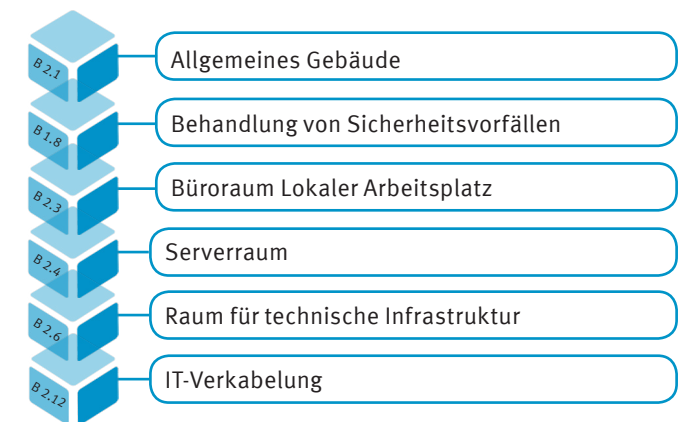 B 2.1 Allgemeines Gebäude
B 1.8 Behandlung von Sicherheitsvorfällen
B 2.3 Büroraum Lokaler Arbeitsplatz
B 2.4 Serverraum
B 2.6 Raum für technische Infrastruktur
B 2.12 IT-Verkabelung